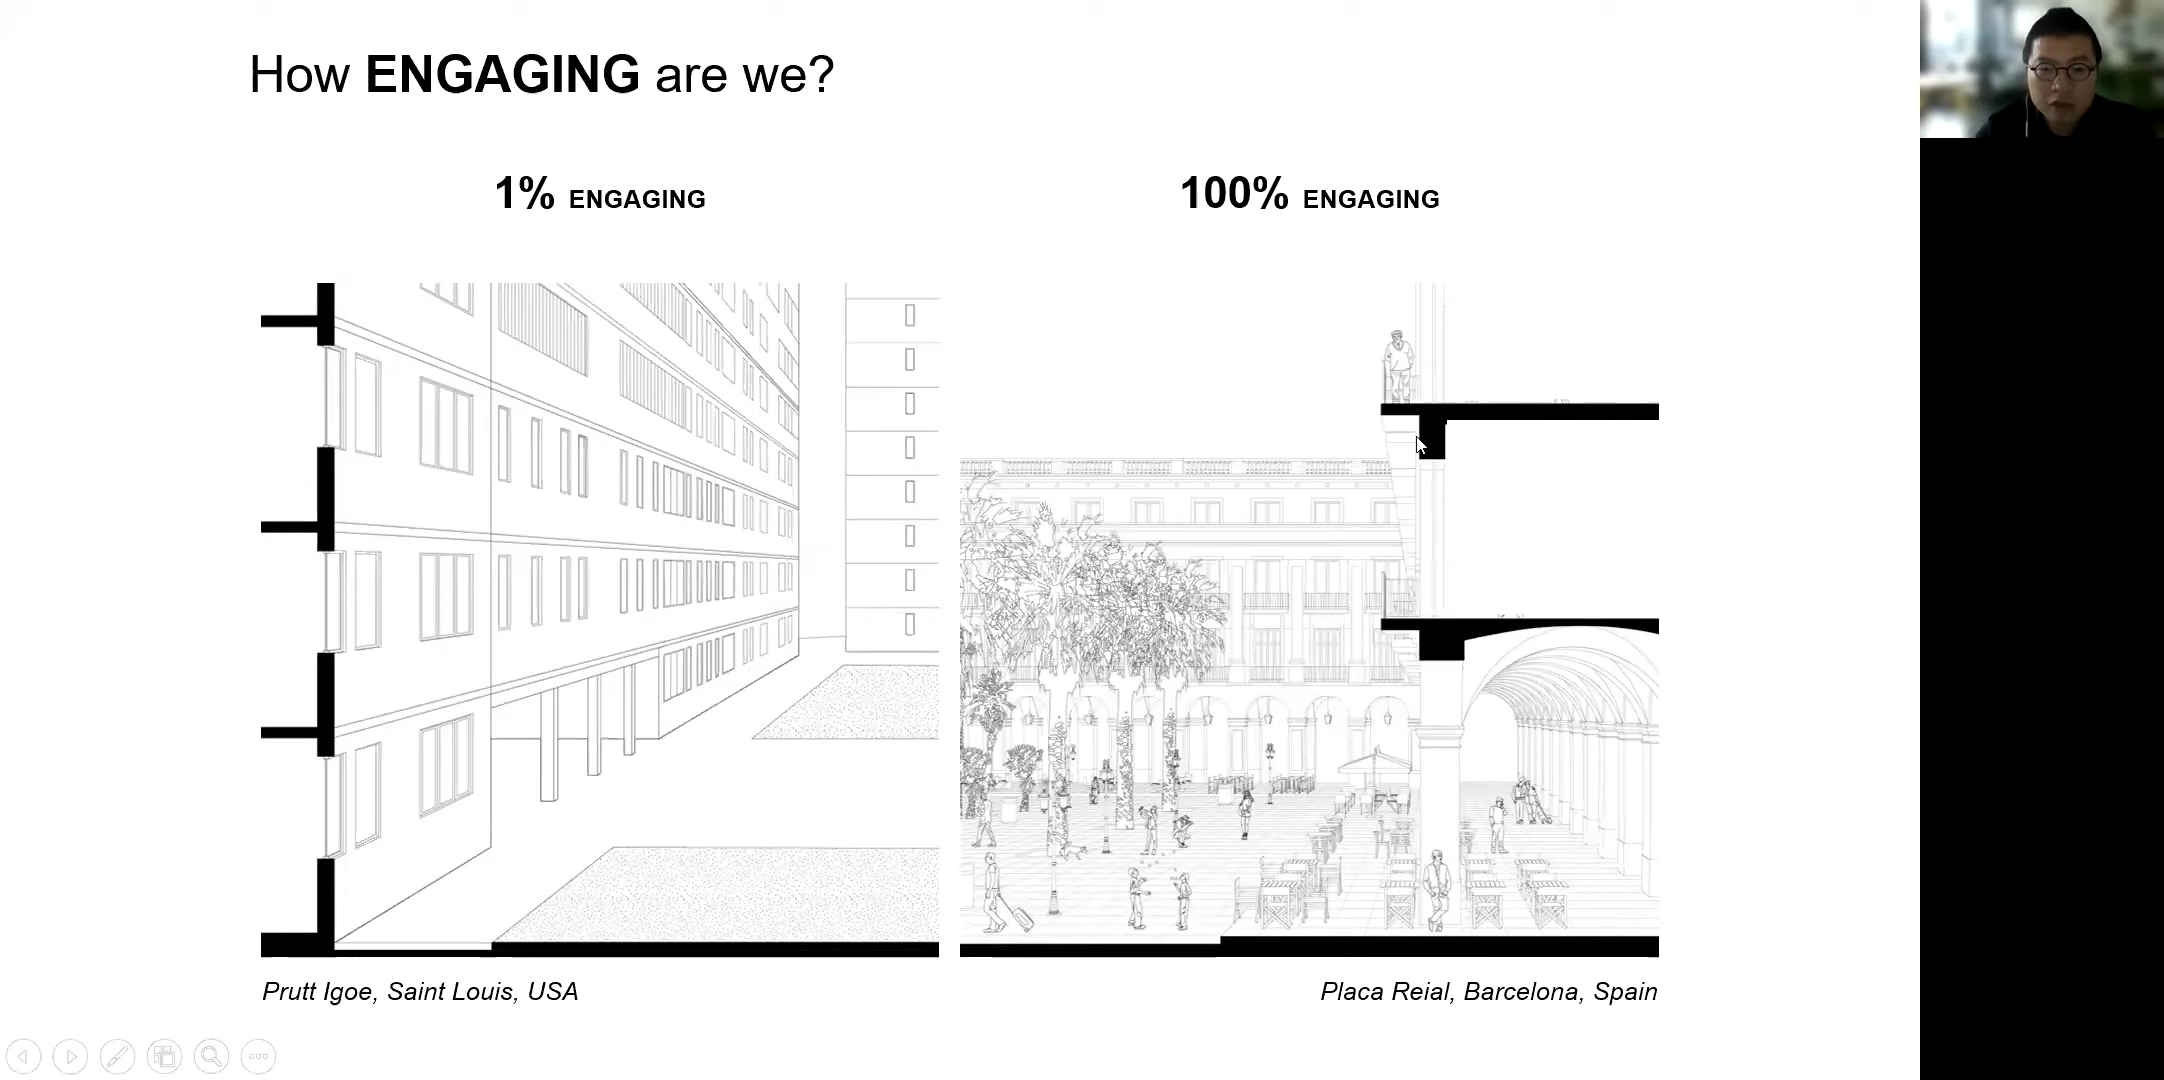 How ENGAGING are we?
1% ENGAGING
100% ENGAGING
Prutt Igoe, Saint Louis, USA
Placa Reial, Barcelona, Spain